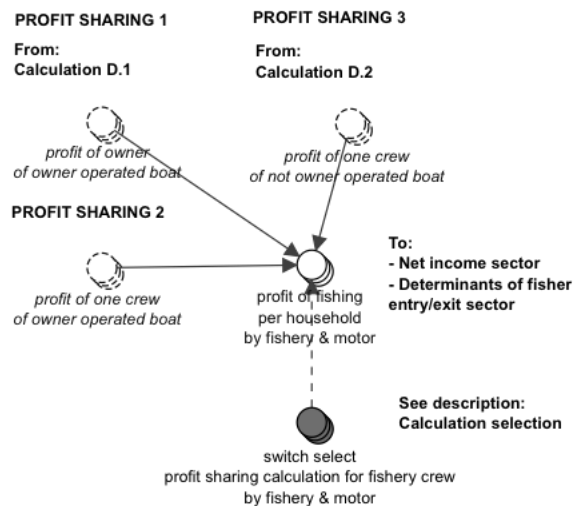 PROFIT SHARING 1
From:
Calculation D.1
profit of owner
of owner operated boat
PROFIT SHARING 3
From:
Calculation D.2
profit of one crew
of not owner operated boat
PROFIT SHARING 2
profit of one crew
of owner operated boat
profit of fishing
per household
by fishery & motor
To:
- Net income sector
- Determinants of fisher
entry/exit sector
See description:
Calculation selection
switch select
profit sharing calculation for fishery crew
by fishery & motor